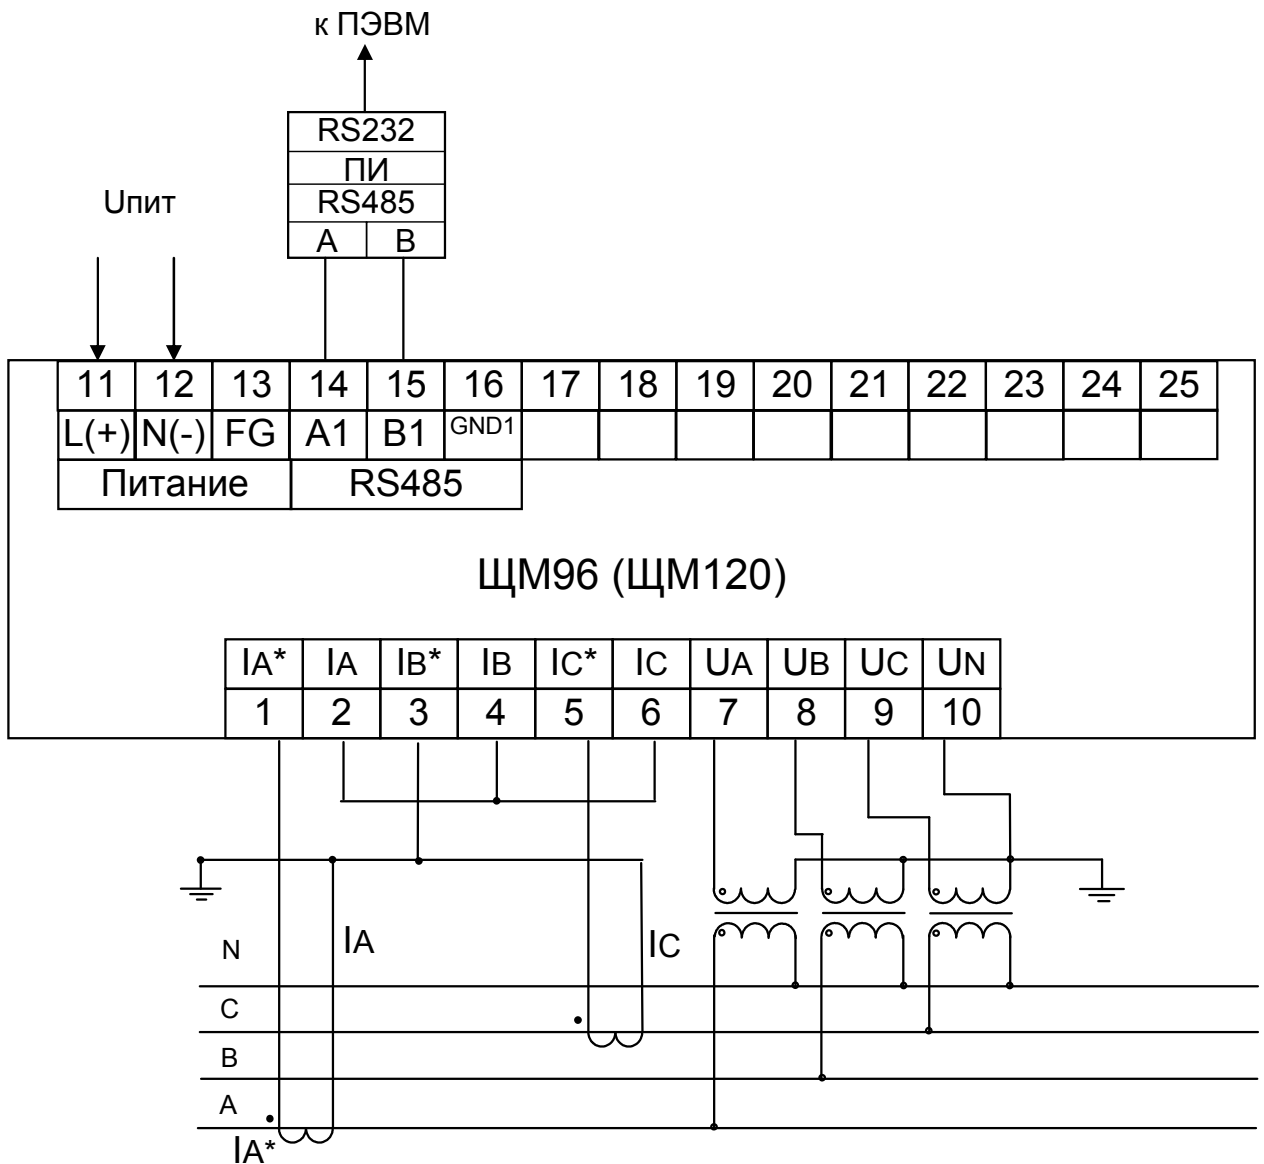 к ПЭВМ
RS232
ПИ
Uпит
RS485
A B
11 12 13 14 15 16 17 18 19 20 21 22 23 24 25
L(+) N(-) FG A1 B1 GND1
Питание RS485
ЩМ96 (ЩМ120)
IA* IA IB* IB IC* IC UA UB UC UN
1 2 3 4 5 6 7 8 9 10
N IA IC
C
B
A
IA*